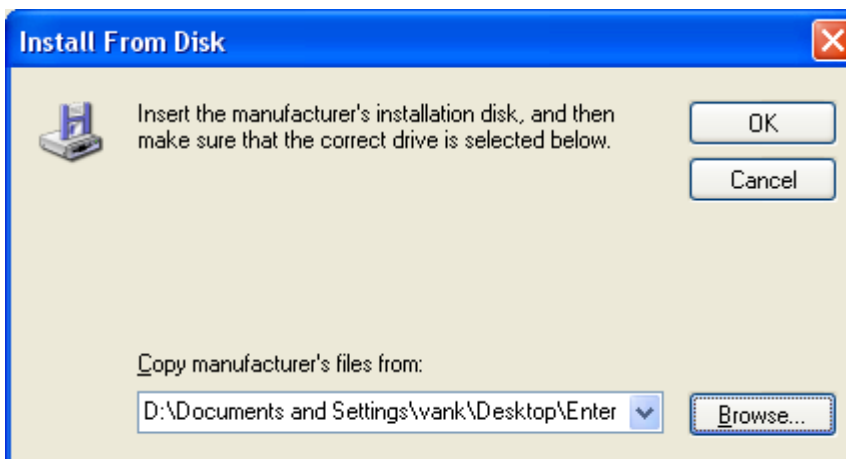 Install From Disk
Insert the manufacturer's installation disk, and then
make sure that the correct drive is selected below.
OK
Cancel
Copy manufacturer's files from:
D:\Documents and Settings\vank\Desktop\Enter
Browse...